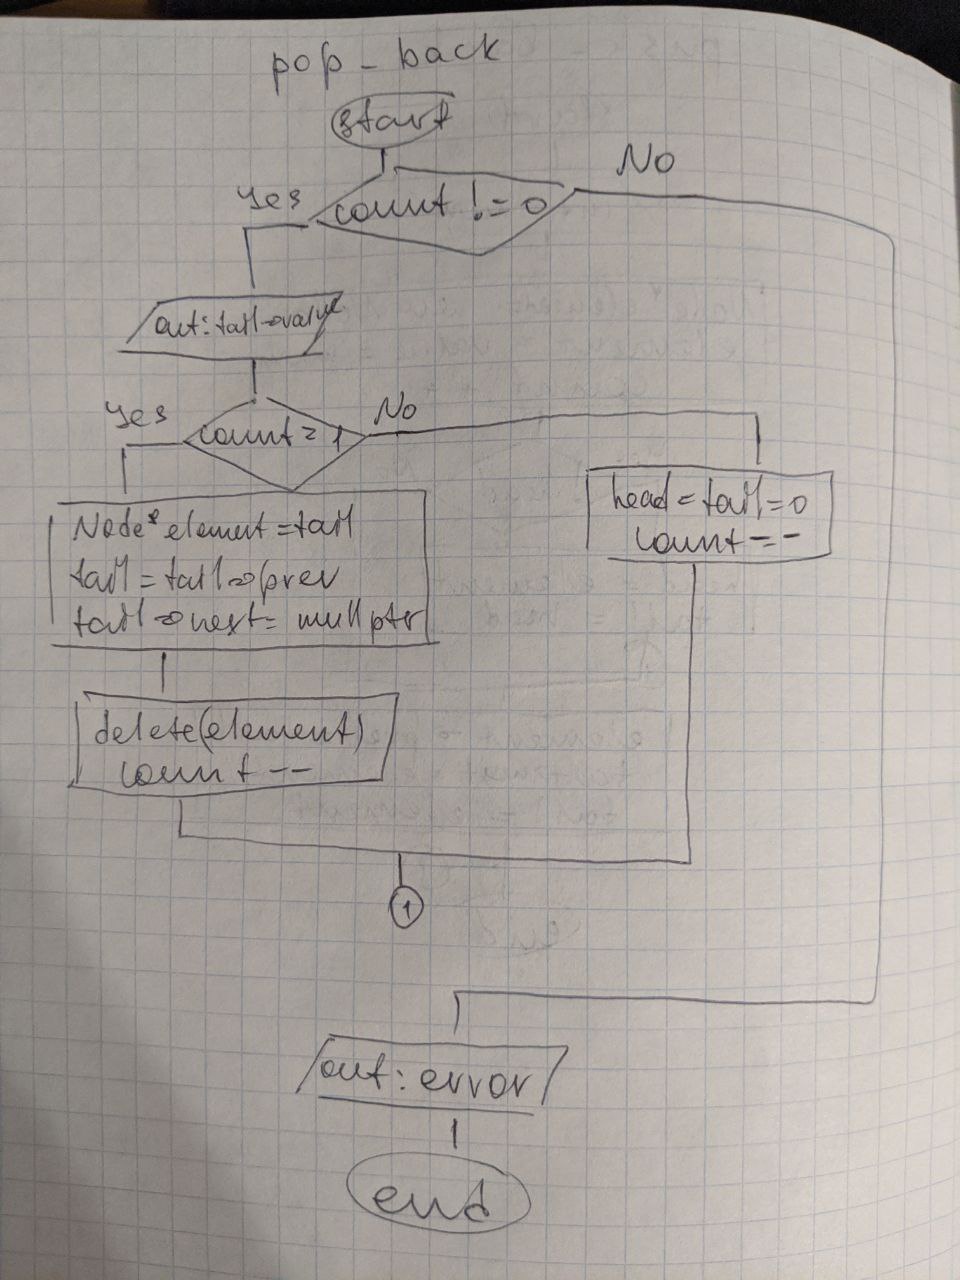 pop_back
start
No
yes
count != 0
out: tail->value
yes
No
count = 1
Node* element = tail
tail = tail->prev
tail->next = nullptr
head = tail = 0
count--
delete(element)
count--
1
out: error
end